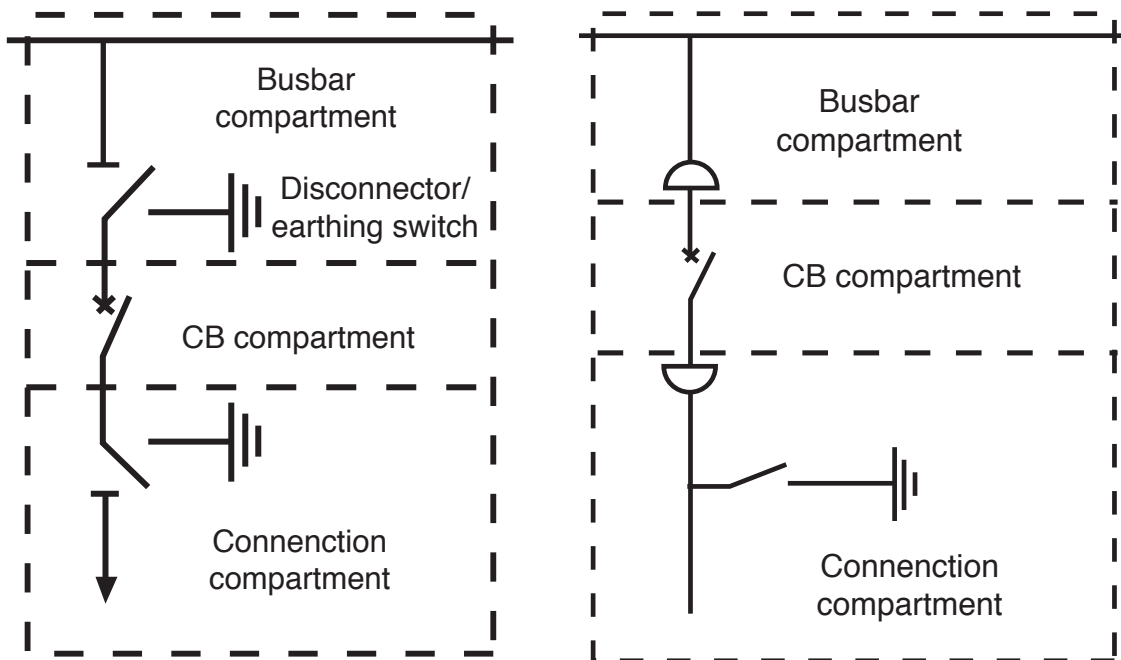 Busbar
compartment
Disconnector/
earthing switch
CB compartment
Connenction
compartment
Busbar
compartment
CB compartment
Connenction
compartment